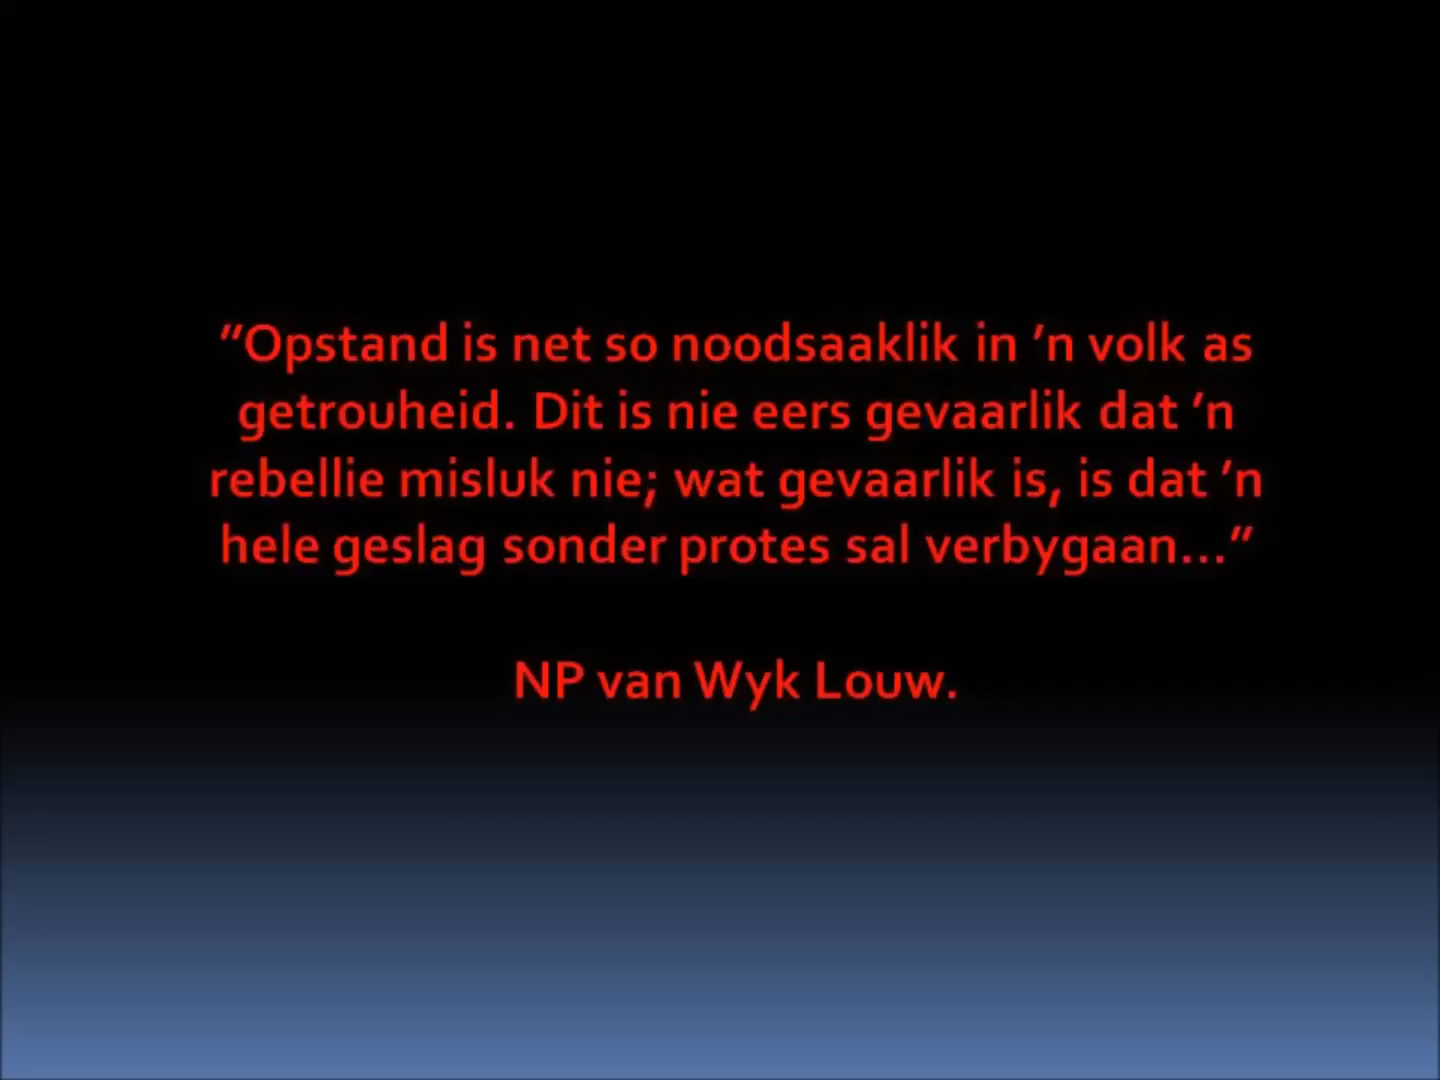 ”Opstand is net so noodsaaklik in ’n volk as
getrouheid. Dit is nie eers gevaarlik dat ’n
rebellie misluk nie; wat gevaarlik is, is dat ’n
hele geslag sonder protes sal verbygaan...”
NP van Wyk Louw.